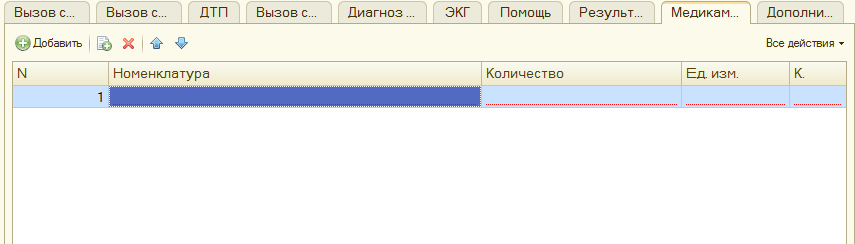 Вызов с... Вызов с... ДТП Вызов с... Диагноз ... ЭКГ Помощь Результ... Медикам... Дополни...
Добавить Все действия
N Номенклатура Количество Ед. изм. К.
1